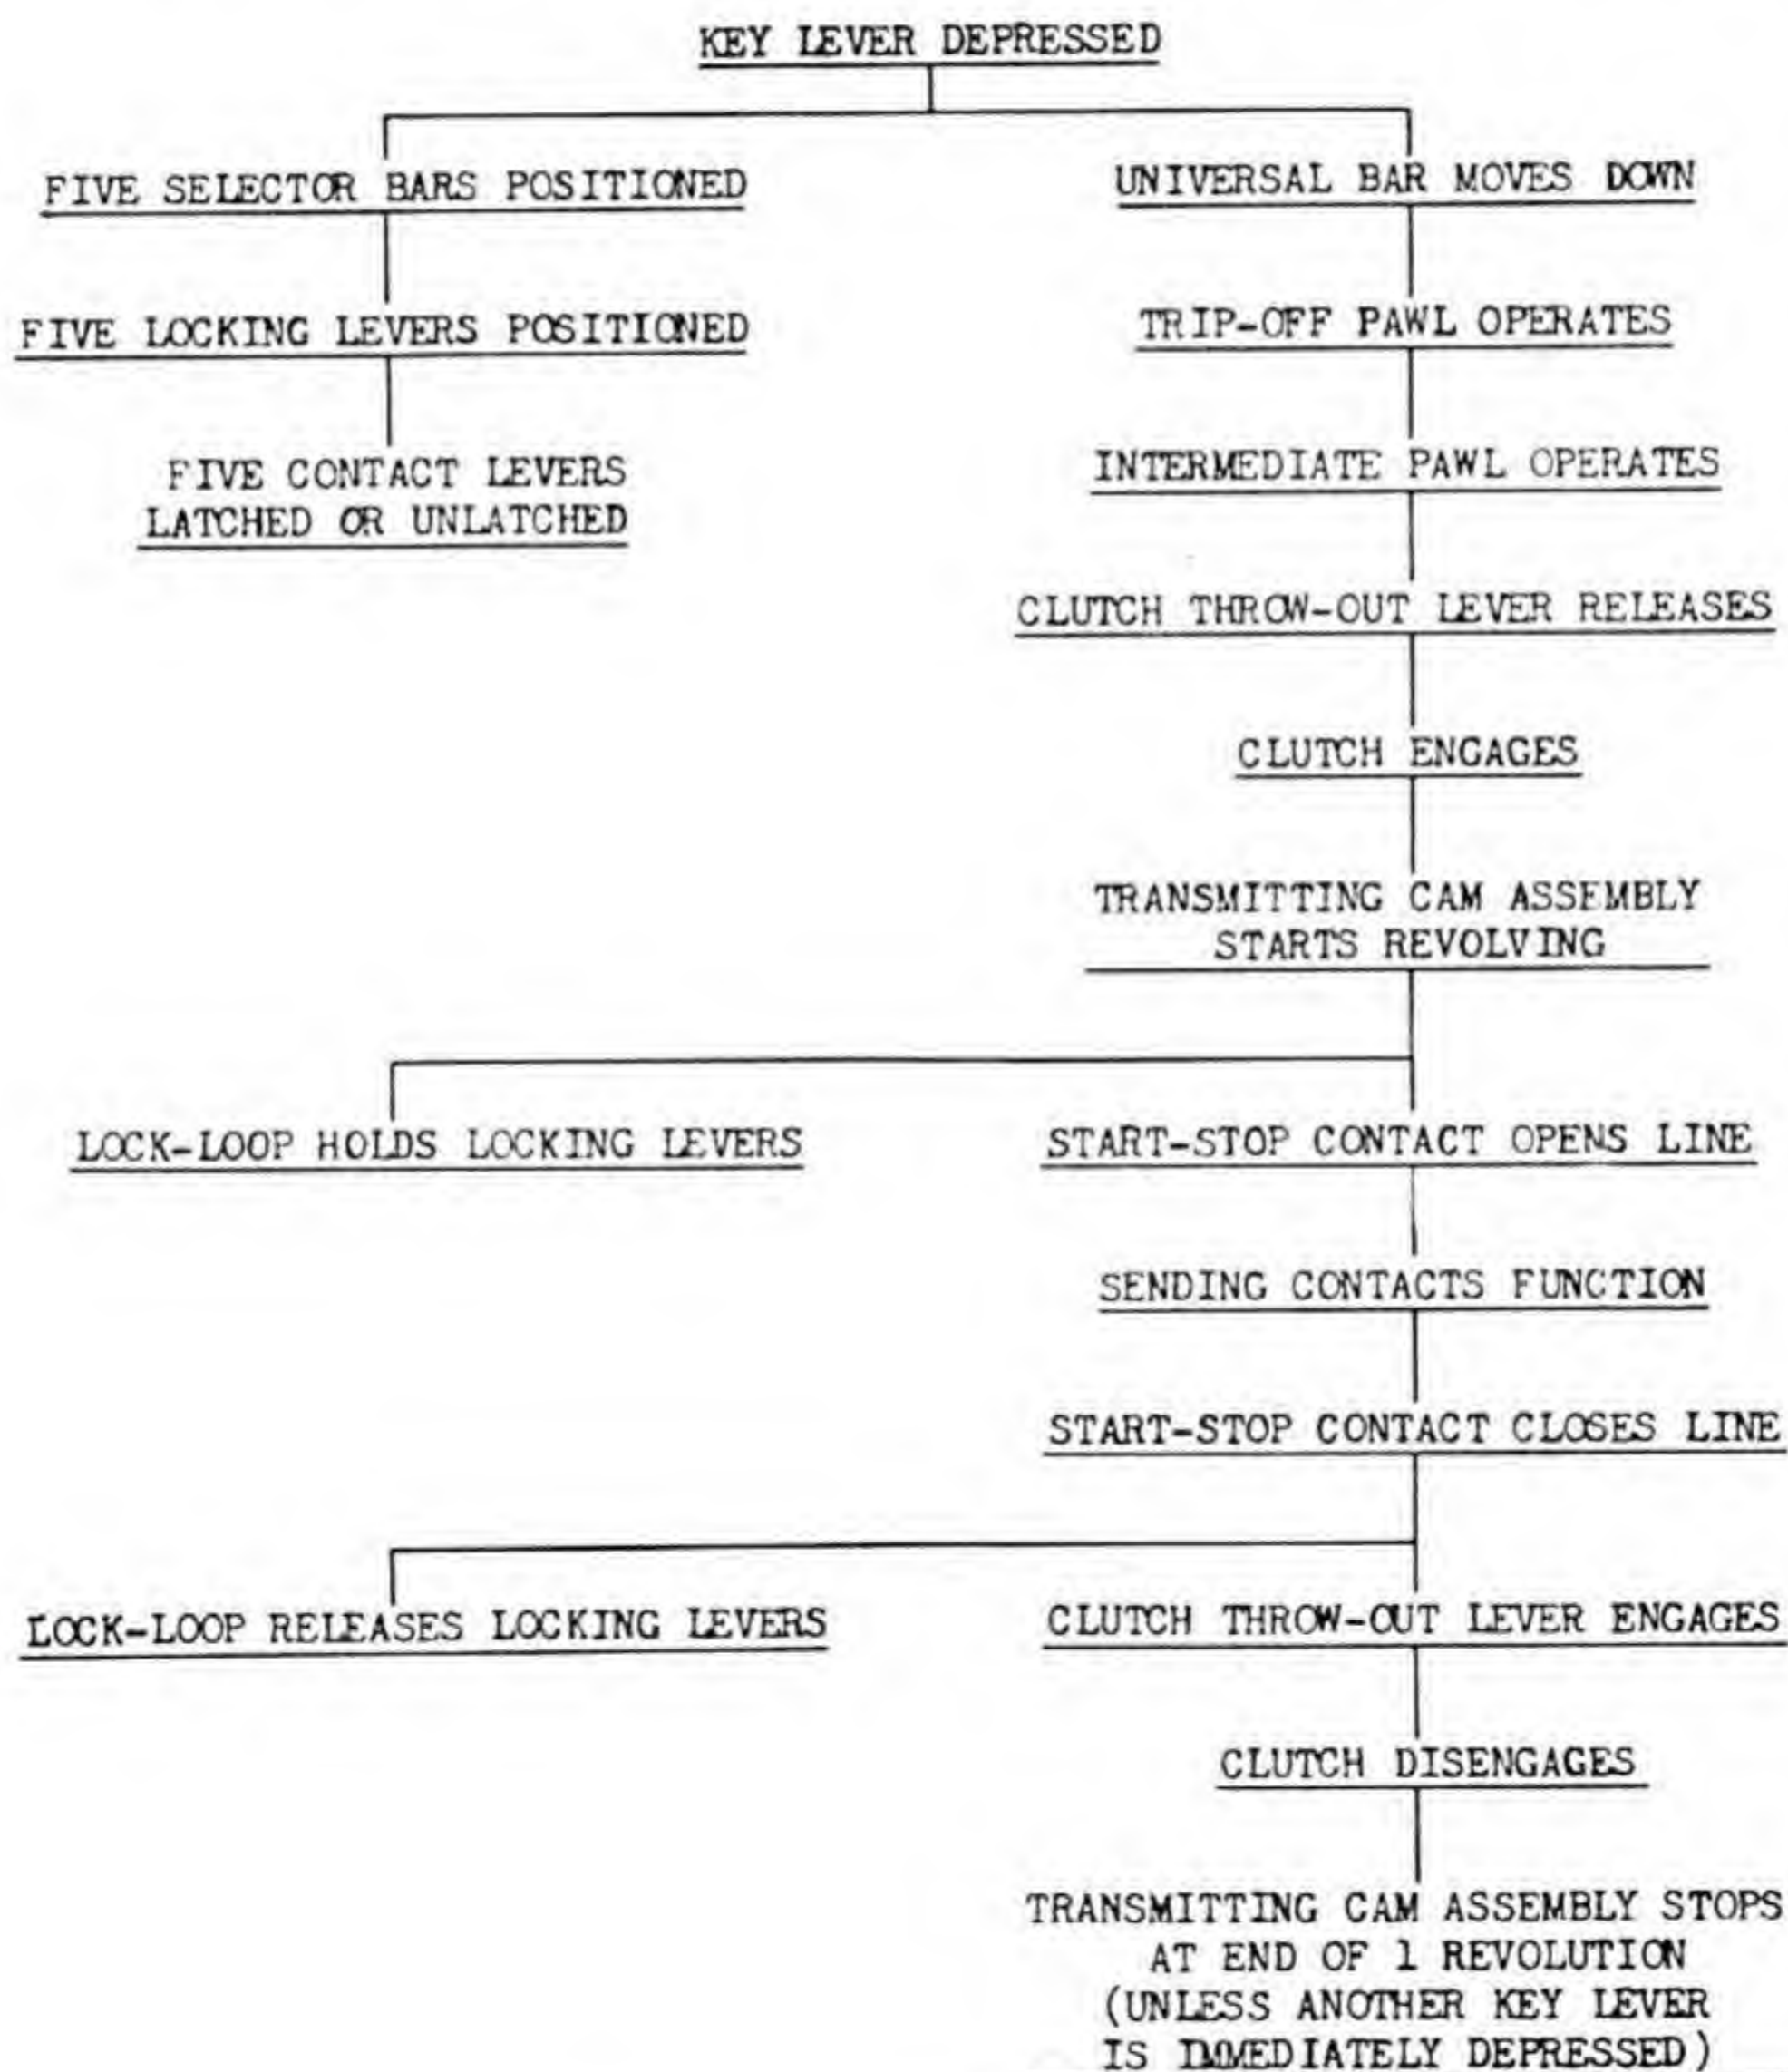 KEY LEVER DEPRESSED
FIVE SELECTOR BARS POSITIONED
UNIVERSAL BAR MOVES DOWN
FIVE LOCKING LEVERS POSITIONED
TRIP-OFF PAWL OPERATES
FIVE CONTACT LEVERS
LATCHED OR UNLATCHED
INTERMEDIATE PAWL OPERATES
CLUTCH THROW-OUT LEVER RELEASES
CLUTCH ENGAGES
TRANSMITTING CAM ASSEMBLY
STARTS REVOLVING
LOCK-LOOP HOLDS LOCKING LEVERS
START-STOP CONTACT OPENS LINE
SENDING CONTACTS FUNCTION
START-STOP CONTACT CLOSES LINE
LOCK-LOOP RELEASES LOCKING LEVERS
CLUTCH THROW-OUT LEVER ENGAGES
CLUTCH DISENGAGES
TRANSMITTING CAM ASSEMBLY STOPS
AT END OF 1 REVOLUTION
(UNLESS ANOTHER KEY LEVER
IS IMMEDIATELY DEPRESSED)